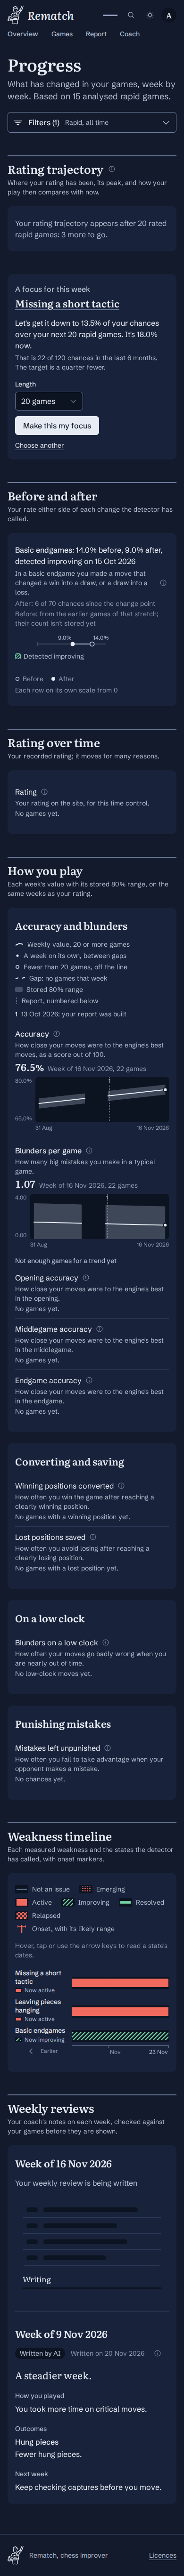 Rematch
A
Overview
Games
Report
Coach
Progress
What has changed in your games, week by
week. Based on 15 analysed rapid games.
Filters (1) Rapid, all time
Rating trajectory
Where your rating has been, its peak, and how your
play then compares with now.
Your rating trajectory appears after 20 rated
rapid games: 3 more to go.
A focus for this week
Missing a short tactic
Let's get it down to 13.5% of your chances
over your next 20 rapid games. It's 18.0%
now.
That is 22 of 120 chances in the last 6 months.
The target is a quarter fewer.
Length
20 games
Make this my focus
Choose another
Before and after
Your rate either side of each change the detector has
called.
Basic endgames: 14.0% before, 9.0% after,
detected improving on 15 Oct 2026
In a basic endgame you made a move that
changed a win into a draw, or a draw into a
loss.
After: 6 of 70 chances since the change point
Before: from the earlier games of that stretch;
their count isn't stored yet
9.0%
14.0%
Detected improving
Before
After
Each row on its own scale from 0
Rating over time
Your recorded rating; it moves for many reasons.
Rating
Your rating on the site, for this time control.
No games yet.
How you play
Each week's value with its stored 80% range, on the
same weeks as your rating.
Accuracy and blunders
Weekly value, 20 or more games
A week on its own, between gaps
Fewer than 20 games, off the line
Gap: no games that week
Stored 80% range
Report, numbered below
1 13 Oct 2026: your report was built
Accuracy
How close your moves were to the engine's best
moves, as a score out of 100.
76.5% Week of 16 Nov 2026, 22 games
80.0%
65.0%
1
31 Aug
16 Nov 2026
Blunders per game
How many big mistakes you make in a typical
game.
1.07 Week of 16 Nov 2026, 22 games
4.00
0.00
1
31 Aug
16 Nov 2026
Not enough games for a trend yet
Opening accuracy
How close your moves were to the engine's best
in the opening.
No games yet.
Middlegame accuracy
How close your moves were to the engine's best
in the middlegame.
No games yet.
Endgame accuracy
How close your moves were to the engine's best
in the endgame.
No games yet.
Converting and saving
Winning positions converted
How often you win the game after reaching a
clearly winning position.
No games with a winning position yet.
Lost positions saved
How often you avoid losing after reaching a
clearly losing position.
No games with a lost position yet.
On a low clock
Blunders on a low clock
How often your moves go badly wrong when you
are nearly out of time.
No low-clock moves yet.
Punishing mistakes
Mistakes left unpunished
How often you fail to take advantage when your
opponent makes a mistake.
No chances yet.
Weakness timeline
Each measured weakness and the states the detector
has called, with onset markers.
Not an issue
Emerging
Active
Improving
Resolved
Relapsed
Onset, with its likely range
Hover, tap or use the arrow keys to read a state's
dates.
Missing a short
tactic
Now active
Leaving pieces
hanging
Now active
Basic endgames
Now improving
Earlier
Nov
23 Nov
Weekly reviews
Your coach's notes on each week, checked against
your games before they are shown.
Week of 16 Nov 2026
Your weekly review is being written
Writing
Week of 9 Nov 2026
Written by AI
Written on 20 Nov 2026
A steadier week.
How you played
You took more time on critical moves.
Outcomes
Hung pieces
Fewer hung pieces.
Next week
Keep checking captures before you move.
Rematch, chess improver
Licences